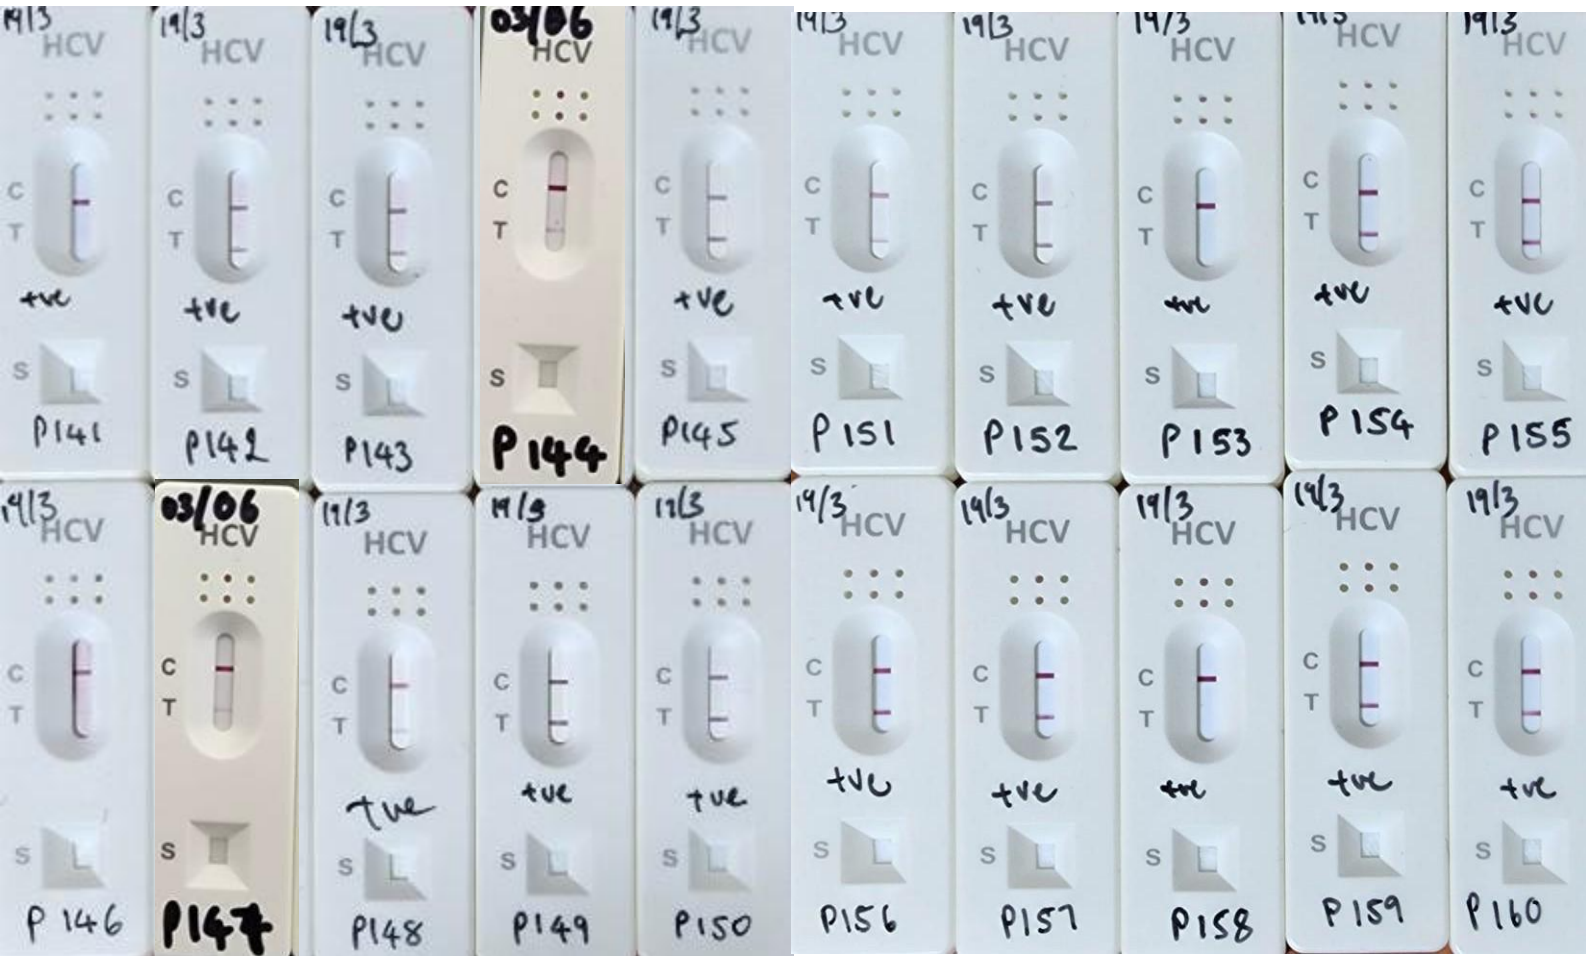 19/3
HCV
C
T
+ve
S
P141
19/3
HCV
C
T
+ve
S
P142
19/3
HCV
C
T
+ve
S
P143
03/06
HCV
C
T
S
P144
19/3
HCV
C
T
+ve
S
P145
19/3
HCV
C
T
+ve
S
P151
19/3
HCV
C
T
+ve
S
P152
19/3
HCV
C
T
+ve
S
P153
19/3
HCV
C
T
+ve
S
P154
19/3
HCV
C
T
+ve
S
P155
19/3
HCV
C
T
S
P146
03/06
HCV
C
T
S
P147
19/3
HCV
C
T
+ve
S
P148
19/3
HCV
C
T
+ve
S
P149
19/3
HCV
C
T
+ve
S
P150
19/3
HCV
C
T
+ve
S
P156
19/3
HCV
C
T
+ve
S
P157
19/3
HCV
C
T
+ve
S
P158
19/3
HCV
C
T
+ve
S
P159
19/3
HCV
C
T
+ve
S
P160